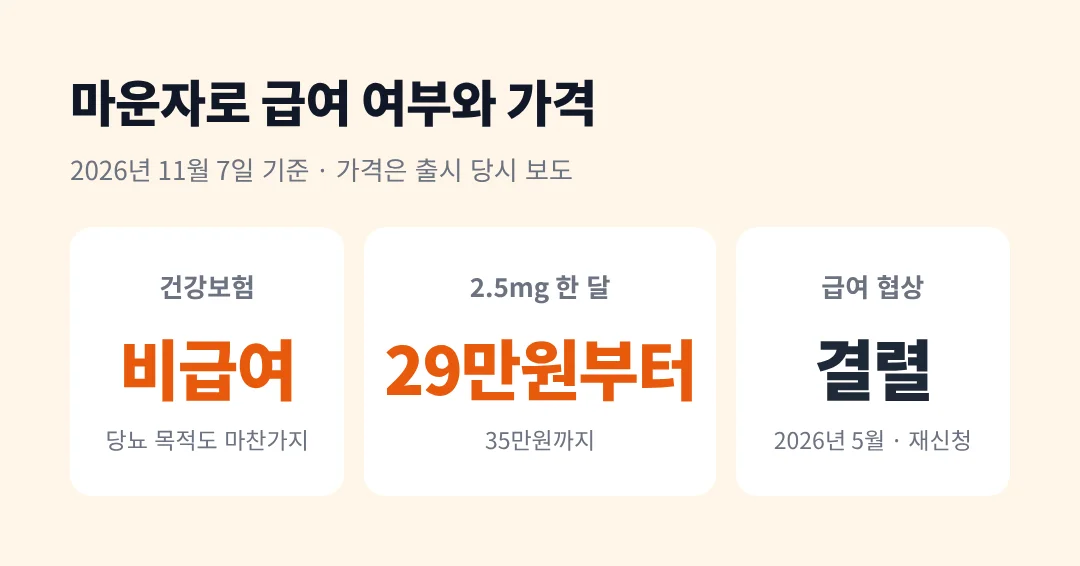 마운자로 급여 여부와 가격
2026년 11월 7일 기준 · 가격은 출시 당시 보도
건강보험
비급여
당뇨 목적도 마찬가지
2.5mg 한 달
29만원부터
35만원까지
급여 협상
결렬
2026년 5월 · 재신청